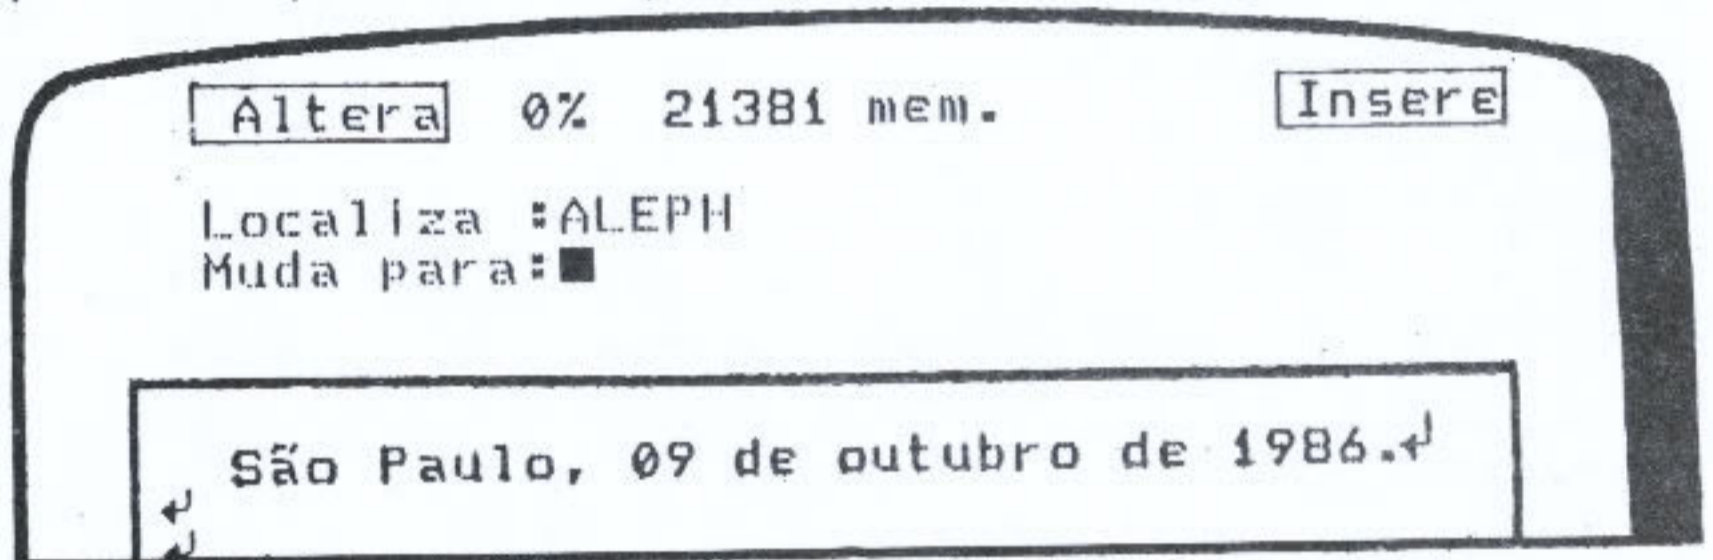 Altera 0% 21381 mem. Insere
Localiza :ALEPH
Muda para:
São Paulo, 09 de outubro de 1986.↲
↲
↲